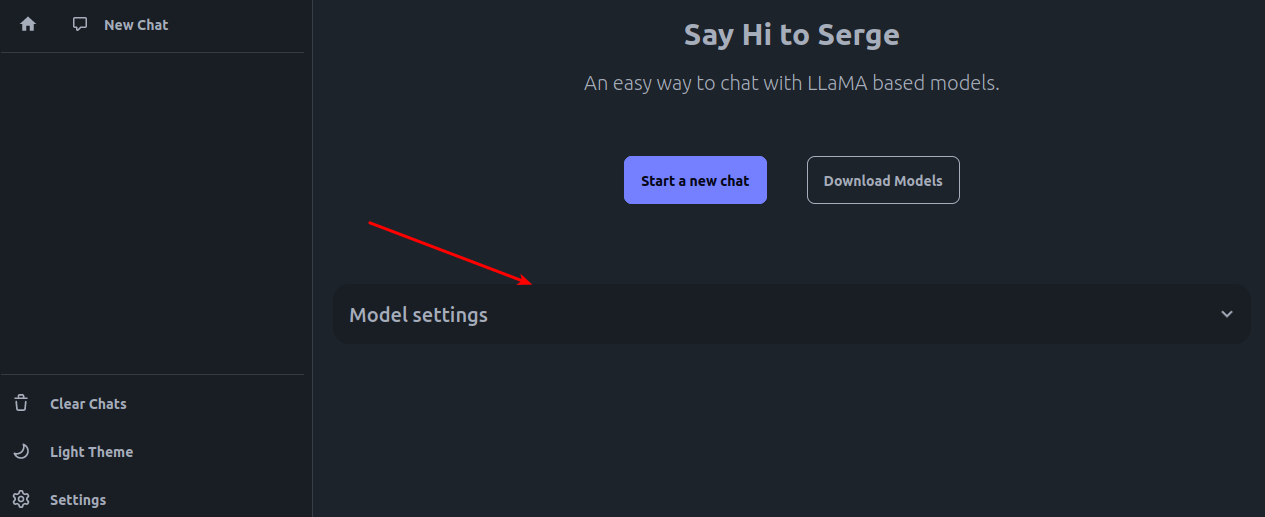 New Chat
Say Hi to Serge
An easy way to chat with LLaMA based models.
Start a new chat
Download Models
Model settings
Clear Chats
Light Theme
Settings